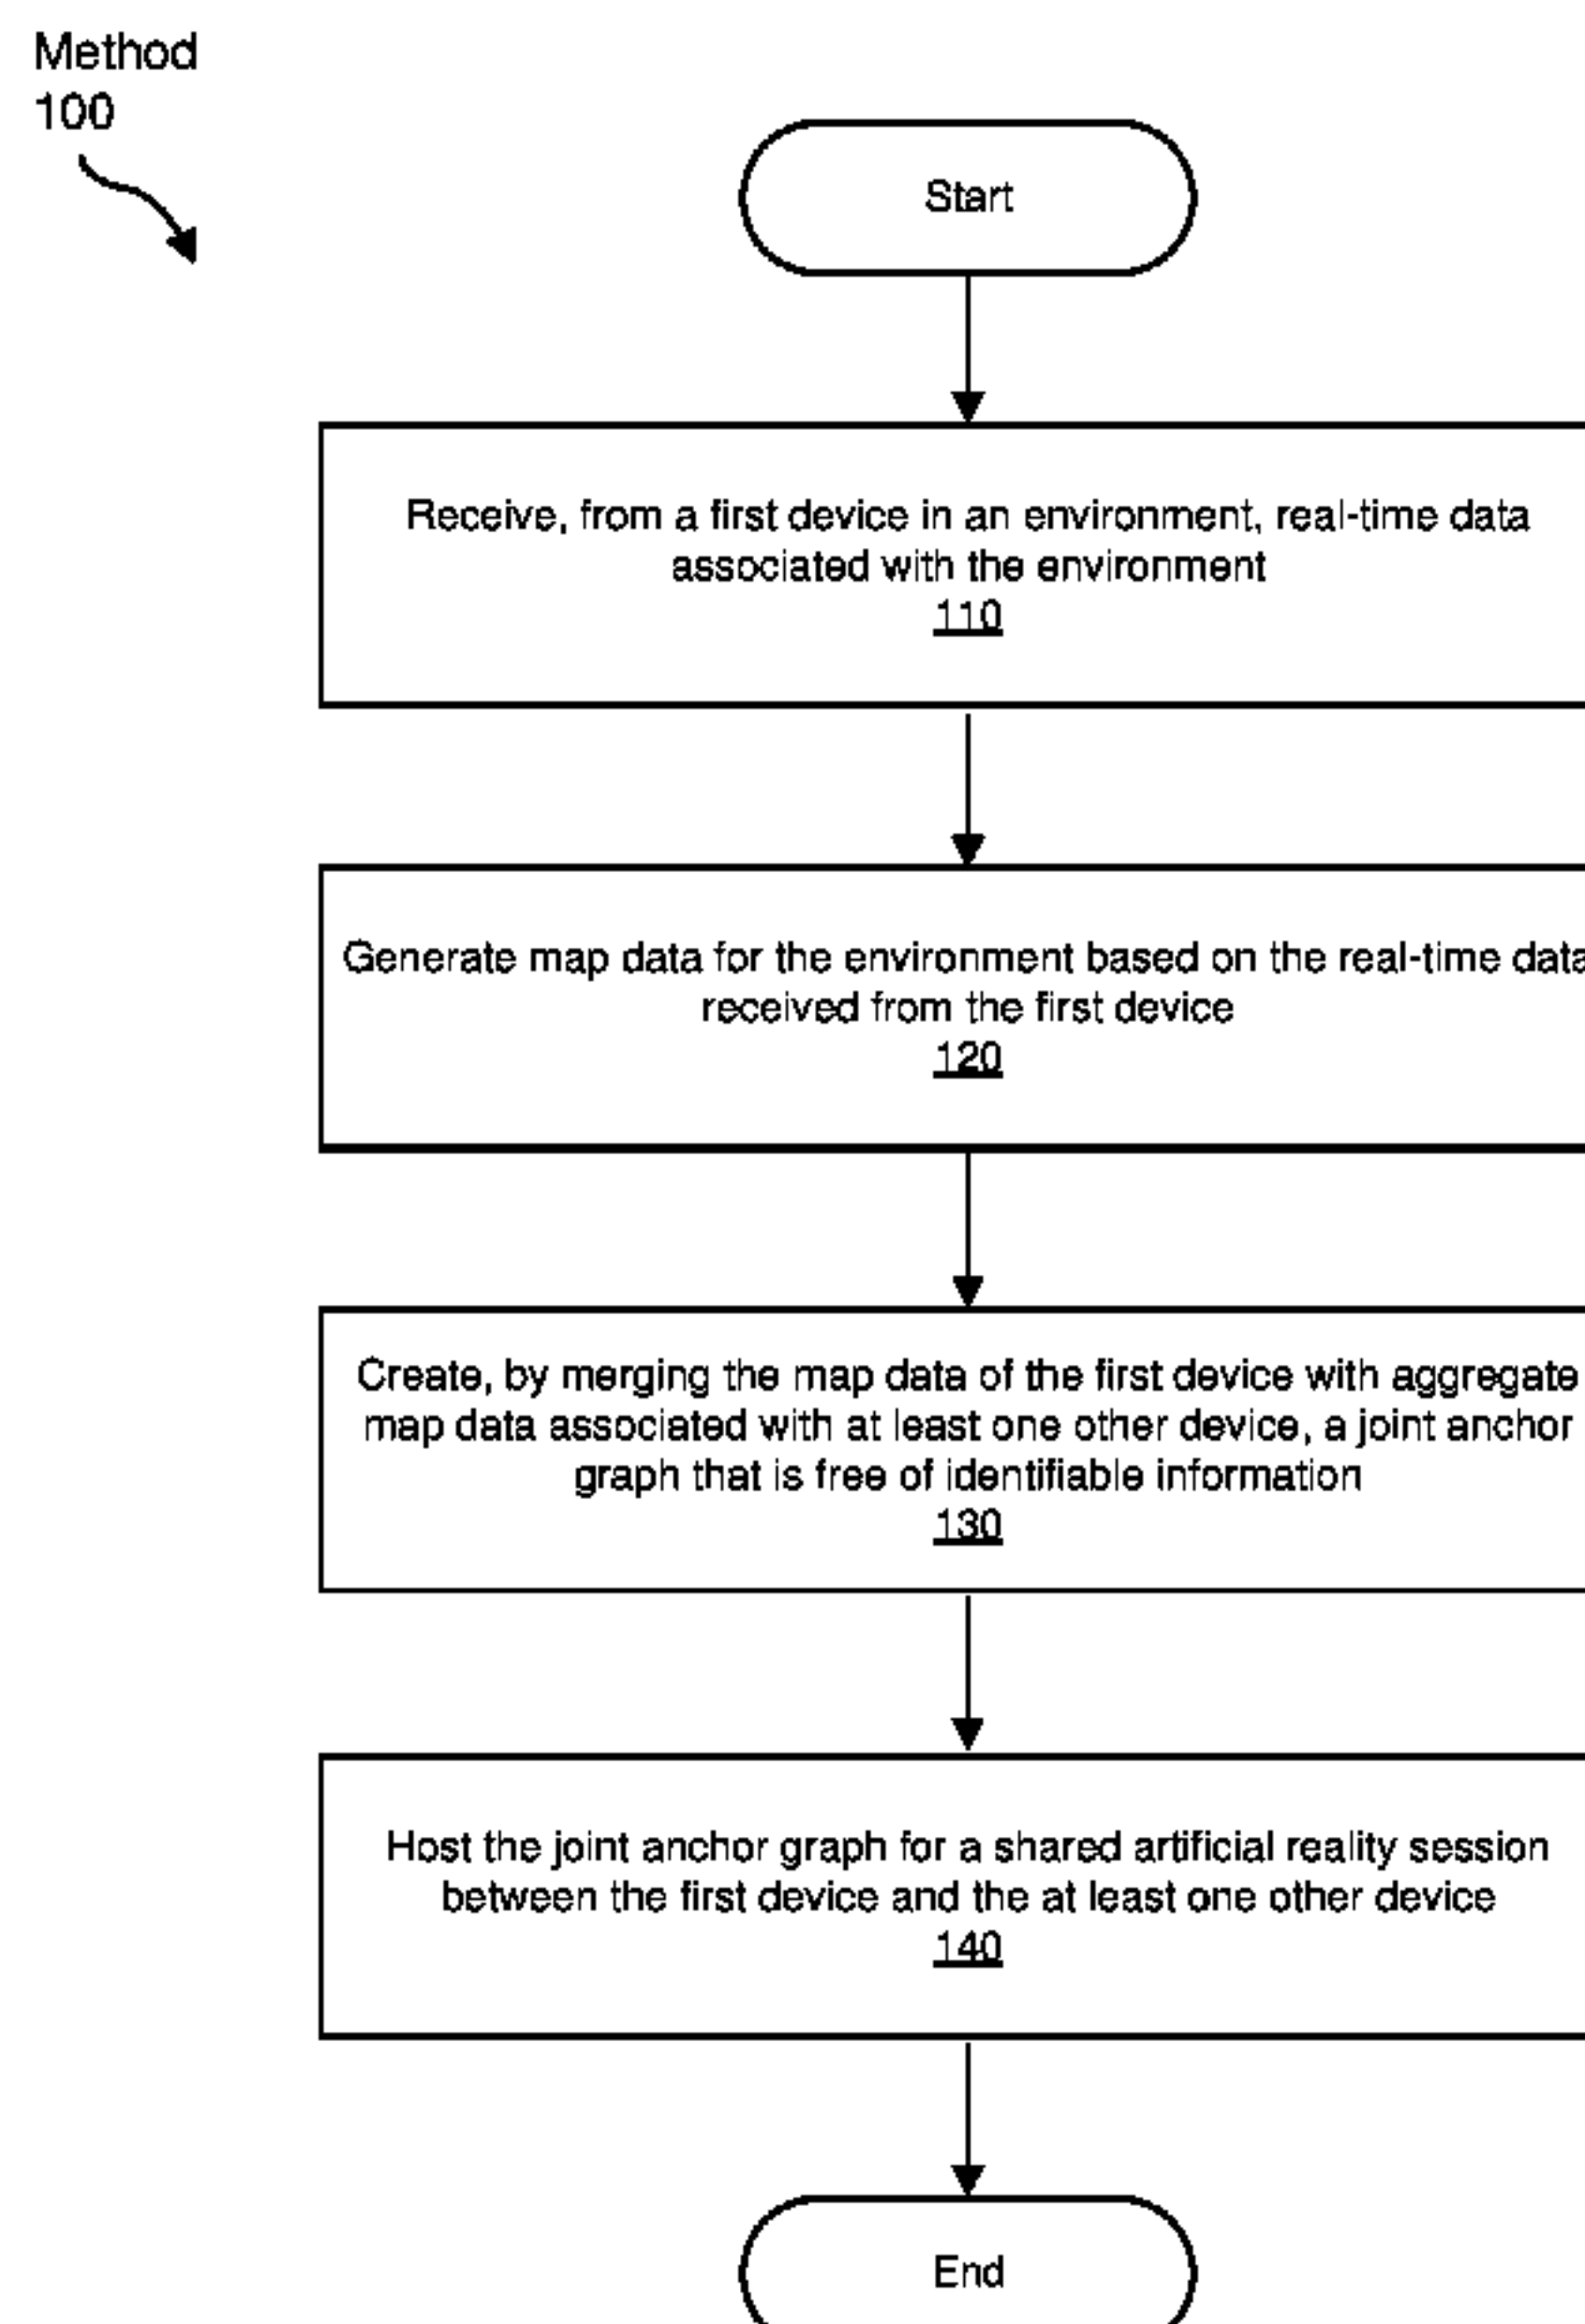 Method
100
Start
Receive, from a first device in an environment, real-time data
associated with the environment
110
Generate map data for the environment based on the real-time data
received from the first device
120
Create, by merging the map data of the first device with aggregate
map data associated with at least one other device, a joint anchor
graph that is free of identifiable information
130
Host the joint anchor graph for a shared artificial reality session
between the first device and the at least one other device
140
End